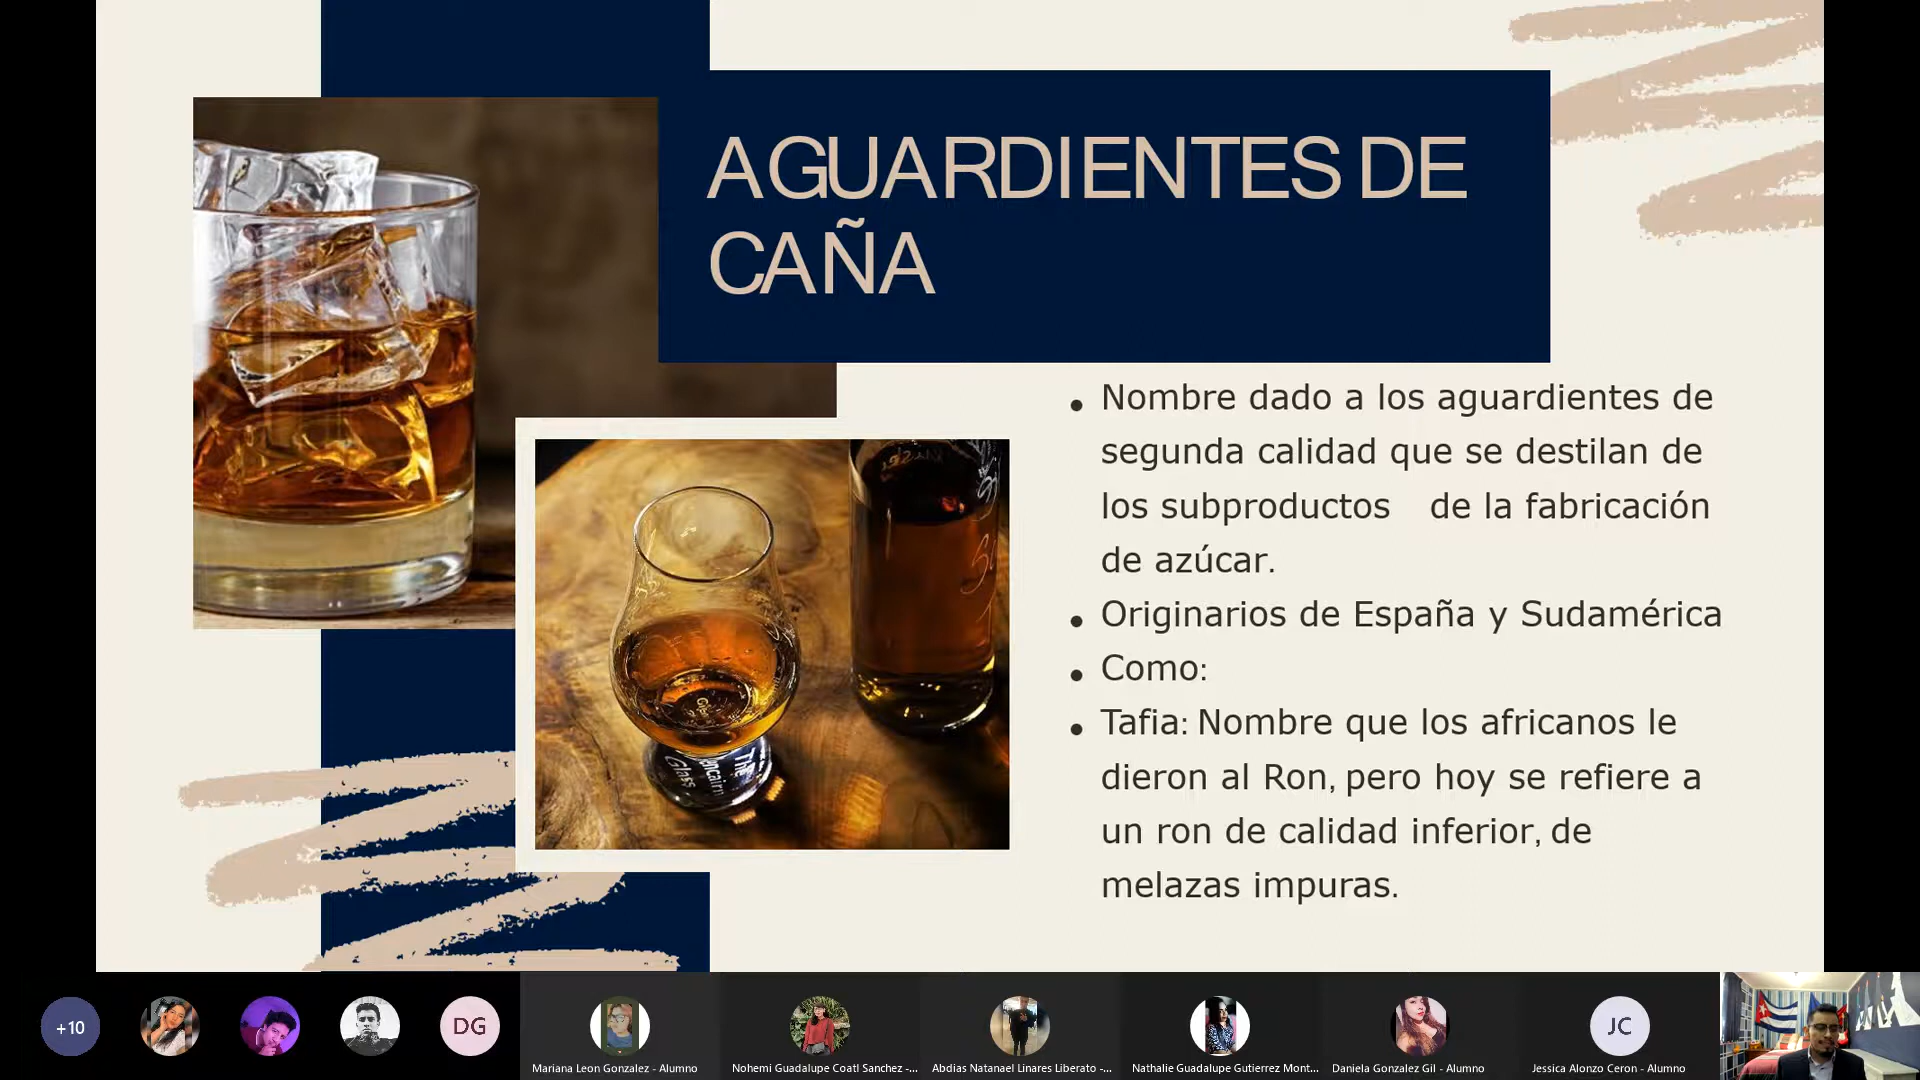 AGUARDIENTES DE
CAÑA
• Nombre dado a los aguardientes de
segunda calidad que se destilan de
los subproductos de la fabricación
de azúcar.
• Originarios de España y Sudamérica
• Como:
• Tafia: Nombre que los africanos le
dieron al Ron, pero hoy se refiere a
un ron de calidad inferior, de
melazas impuras.
The
Glencairn
Glass
+10
DG
JC
Mariana Leon Gonzalez - Alumno
Nohemi Guadalupe Coatl Sanchez -...
Abdias Natanael Linares Liberato -...
Nathalie Guadalupe Gutierrez Mont...
Daniela Gonzalez Gil - Alumno
Jessica Alonzo Ceron - Alumno